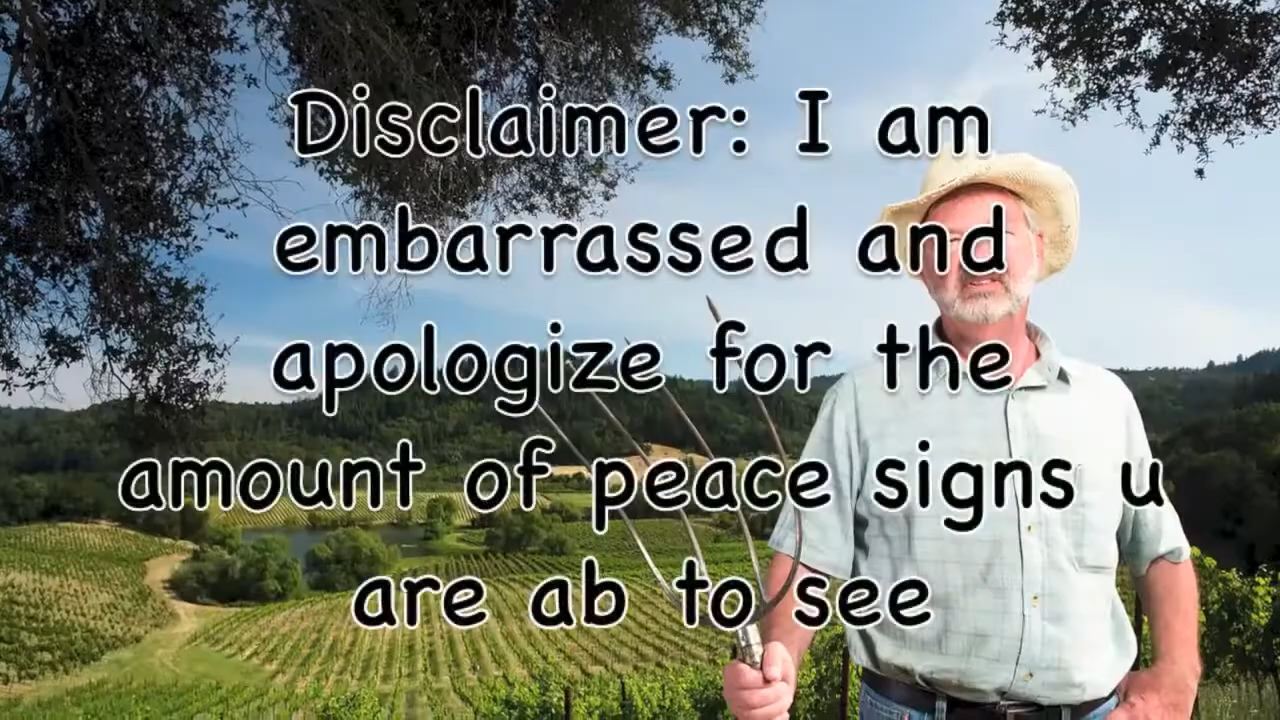 Disclaimer: I am
embarrassed and
apologize for the
amount of peace signs u
are ab to see